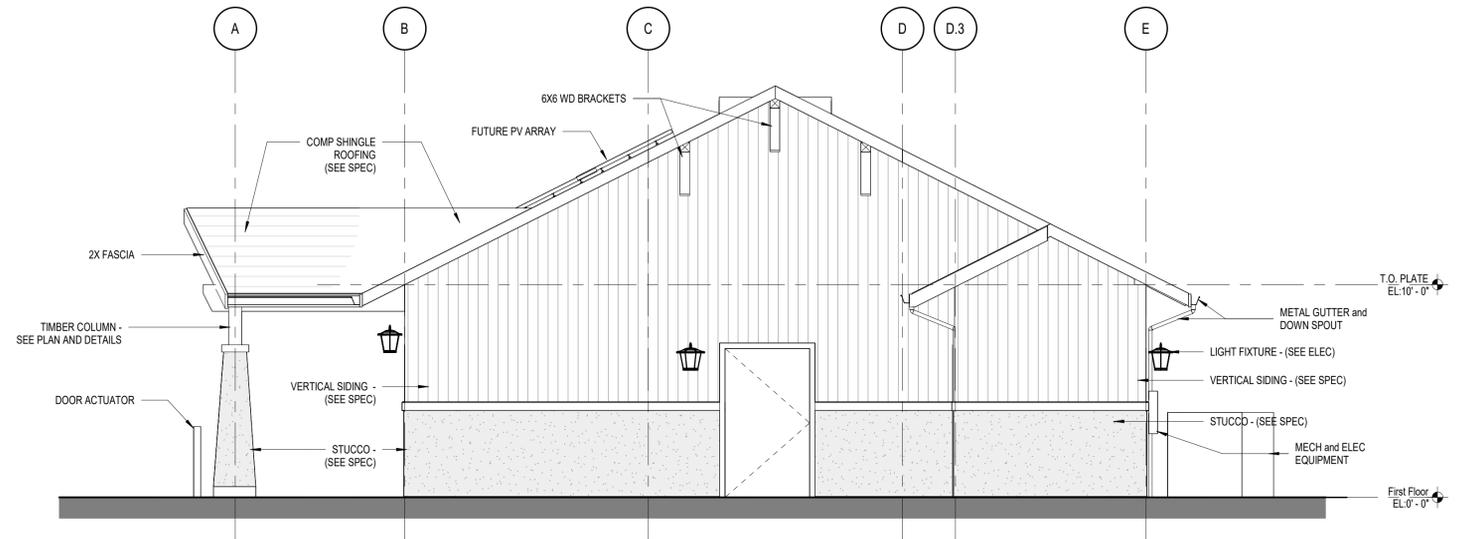 A
B
C
D
D.3
E
6X6 WD BRACKETS
FUTURE PV ARRAY
COMP SHINGLE
ROOFING
(SEE SPEC)
2X FASCIA
T.O. PLATE
EL:10' - 0"
METAL GUTTER and
DOWN SPOUT
TIMBER COLUMN -
SEE PLAN AND DETAILS
LIGHT FIXTURE - (SEE ELEC)
VERTICAL SIDING -
(SEE SPEC)
VERTICAL SIDING - (SEE SPEC)
DOOR ACTUATOR
STUCCO - (SEE SPEC)
STUCCO -
(SEE SPEC)
MECH and ELEC
EQUIPMENT
First Floor
EL:0' - 0"